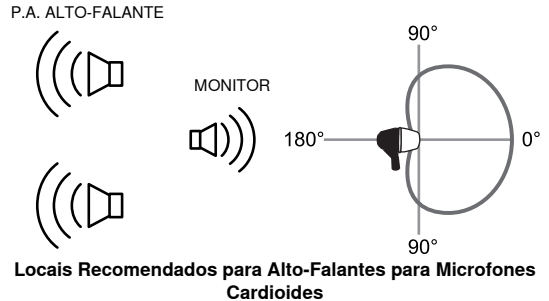 P.A. ALTO-FALANTE
MONITOR
90°
180°
0°
90°
Locais Recomendados para Alto-Falantes para Microfones
Cardioides